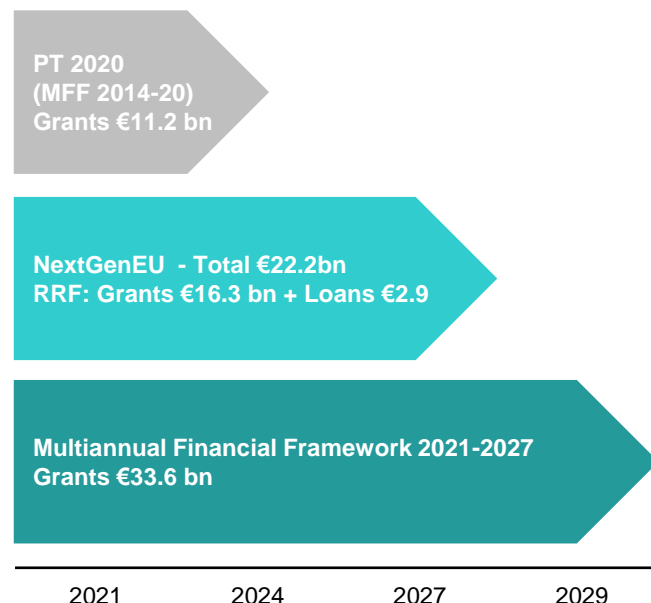 PT 2020
(MFF 2014-20)
Grants €11.2 bn
NextGenEU - Total €22.2bn
RRF: Grants €16.3 bn + Loans €2.9
Multiannual Financial Framework 2021-2027
Grants €33.6 bn
2021 2024 2027 2029